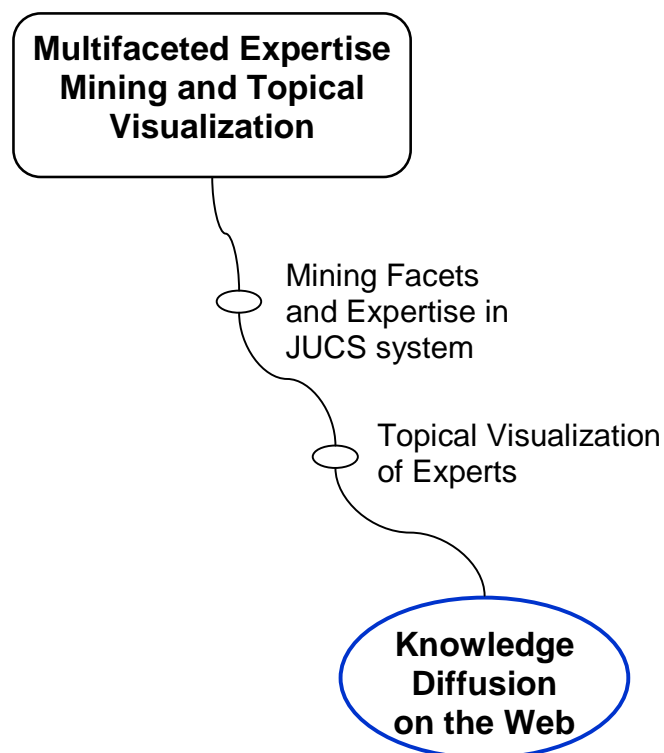 Multifaceted Expertise
Mining and Topical
Visualization
Mining Facets
and Expertise in
JUCS system
Topical Visualization
of Experts
Knowledge
Diffusion
on the Web